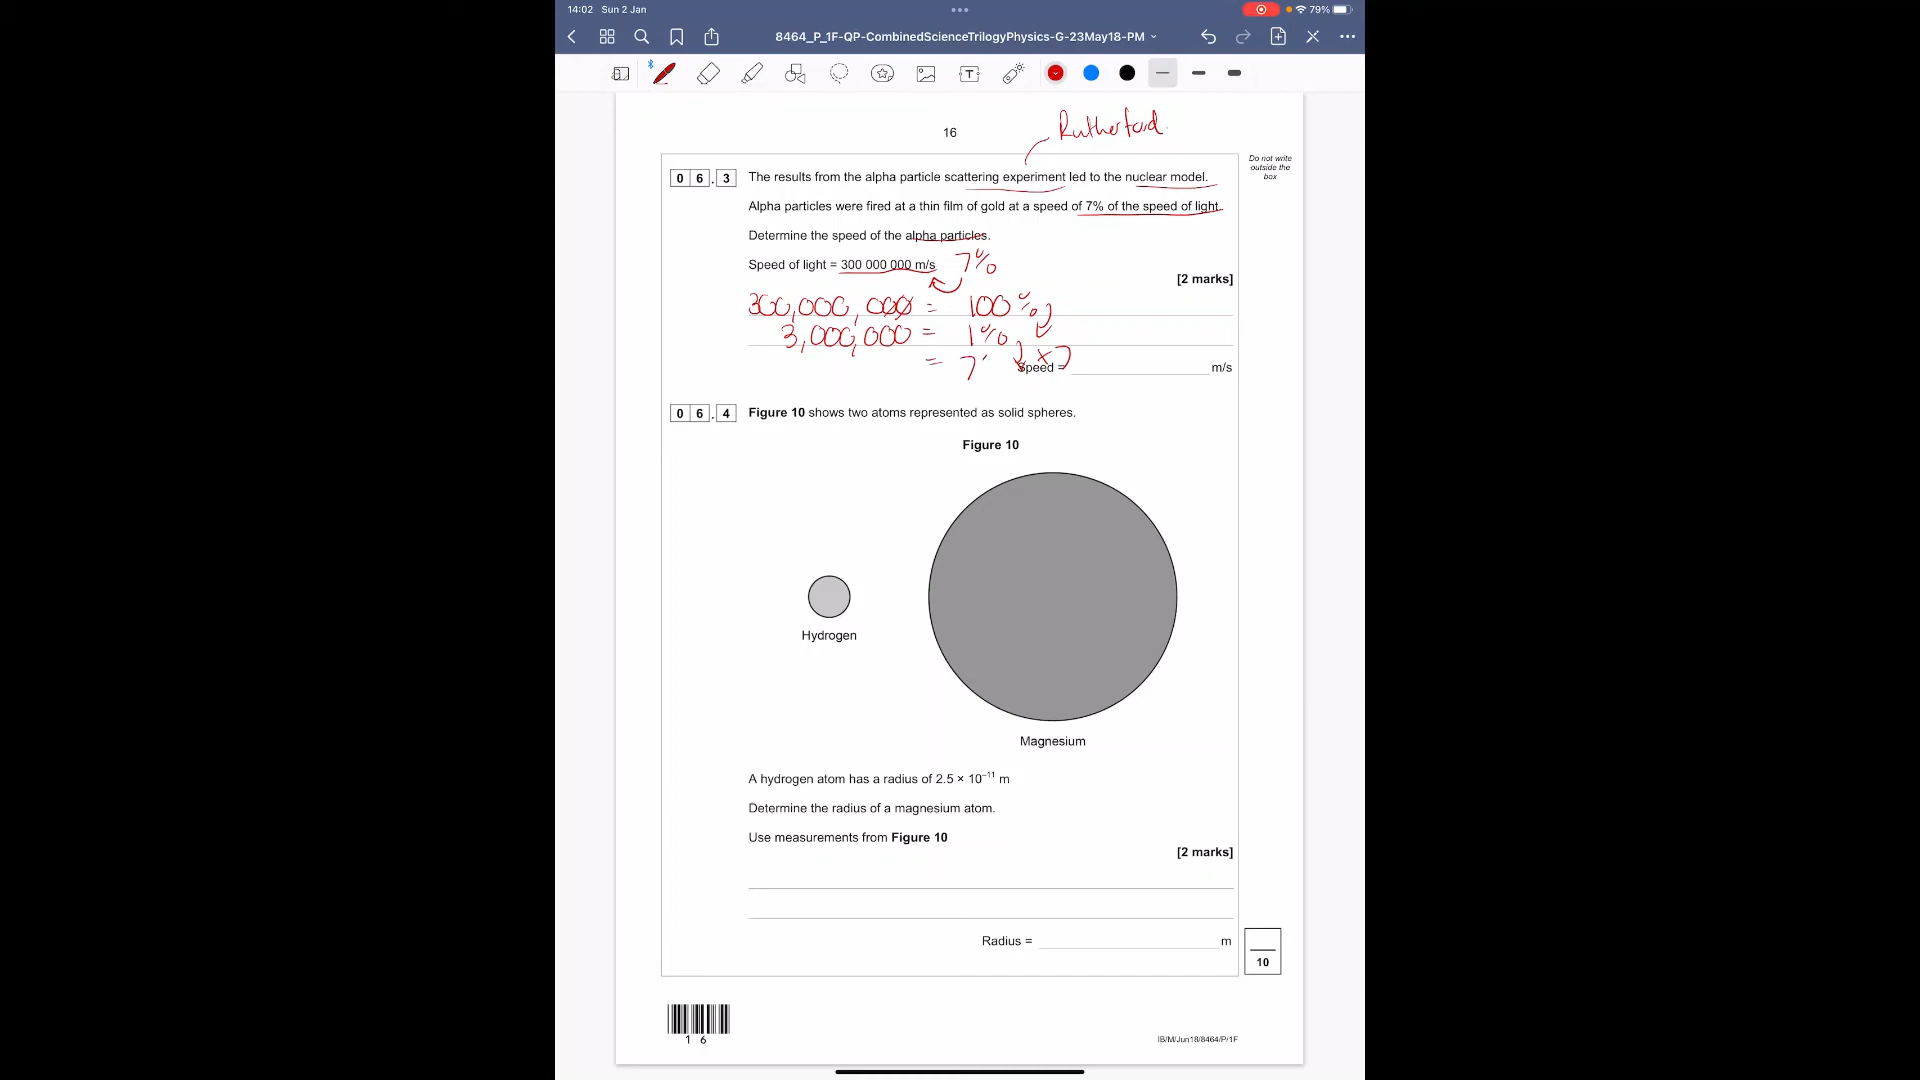 14:02 Sun 2 Jan
79%
8464_P_1F-QP-CombinedScienceTrilogyPhysics-G-23May18-PM
16
Rutherford.
Do not write
outside the
box
0 6 . 3 The results from the alpha particle scattering experiment led to the nuclear model.
Alpha particles were fired at a thin film of gold at a speed of 7% of the speed of light.
Determine the speed of the alpha particles.
Speed of light = 300 000 000 m/s 7%
[2 marks]
300,000,000 = 100%
3,000,000 = 1%
= 7 x7
Speed = m/s
0 6 . 4 Figure 10 shows two atoms represented as solid spheres.
Figure 10
Hydrogen
Magnesium
A hydrogen atom has a radius of 2.5 × 10⁻¹¹ m
Determine the radius of a magnesium atom.
Use measurements from Figure 10
[2 marks]
Radius = m
10
1 6
IB/M/Jun18/8464/P/1F